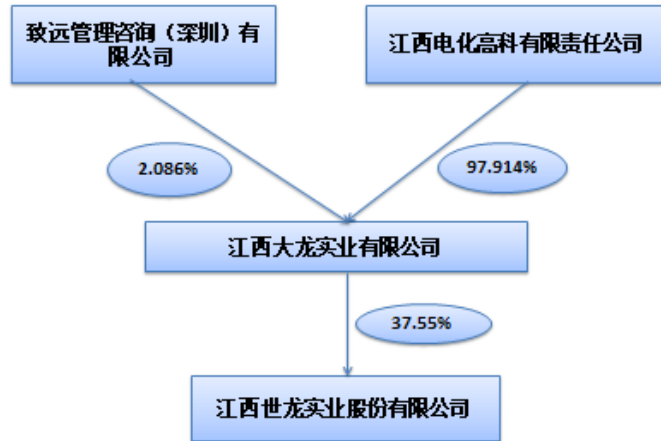 致远管理咨询（深圳）有
限公司
江西电化高科有限责任公司
2.086%
97.914%
江西大龙实业有限公司
37.55%
江西世龙实业股份有限公司